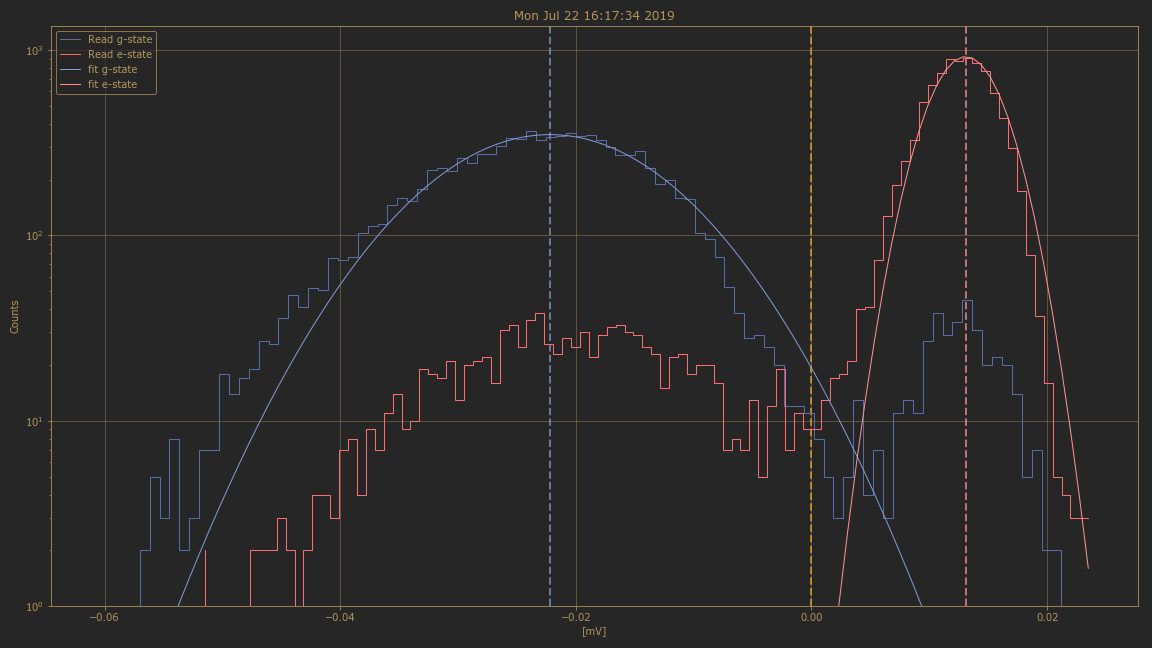 Mon Jul 22 16:17:34 2019
Read g-state
Read e-state
fit g-state
fit e-state
10³
10²
10¹
10⁰
Counts
−0.06 −0.04 −0.02 0.00 0.02
[mV]